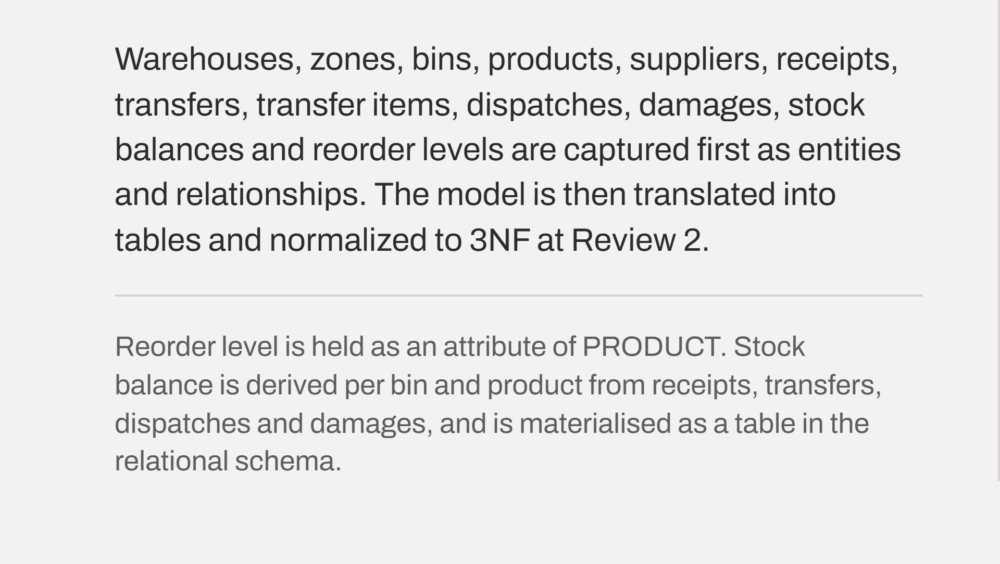 Warehouses, zones, bins, products, suppliers, receipts,
transfers, transfer items, dispatches, damages, stock
balances and reorder levels are captured first as entities
and relationships. The model is then translated into
tables and normalized to 3NF at Review 2.
Reorder level is held as an attribute of PRODUCT. Stock
balance is derived per bin and product from receipts, transfers,
dispatches and damages, and is materialised as a table in the
relational schema.